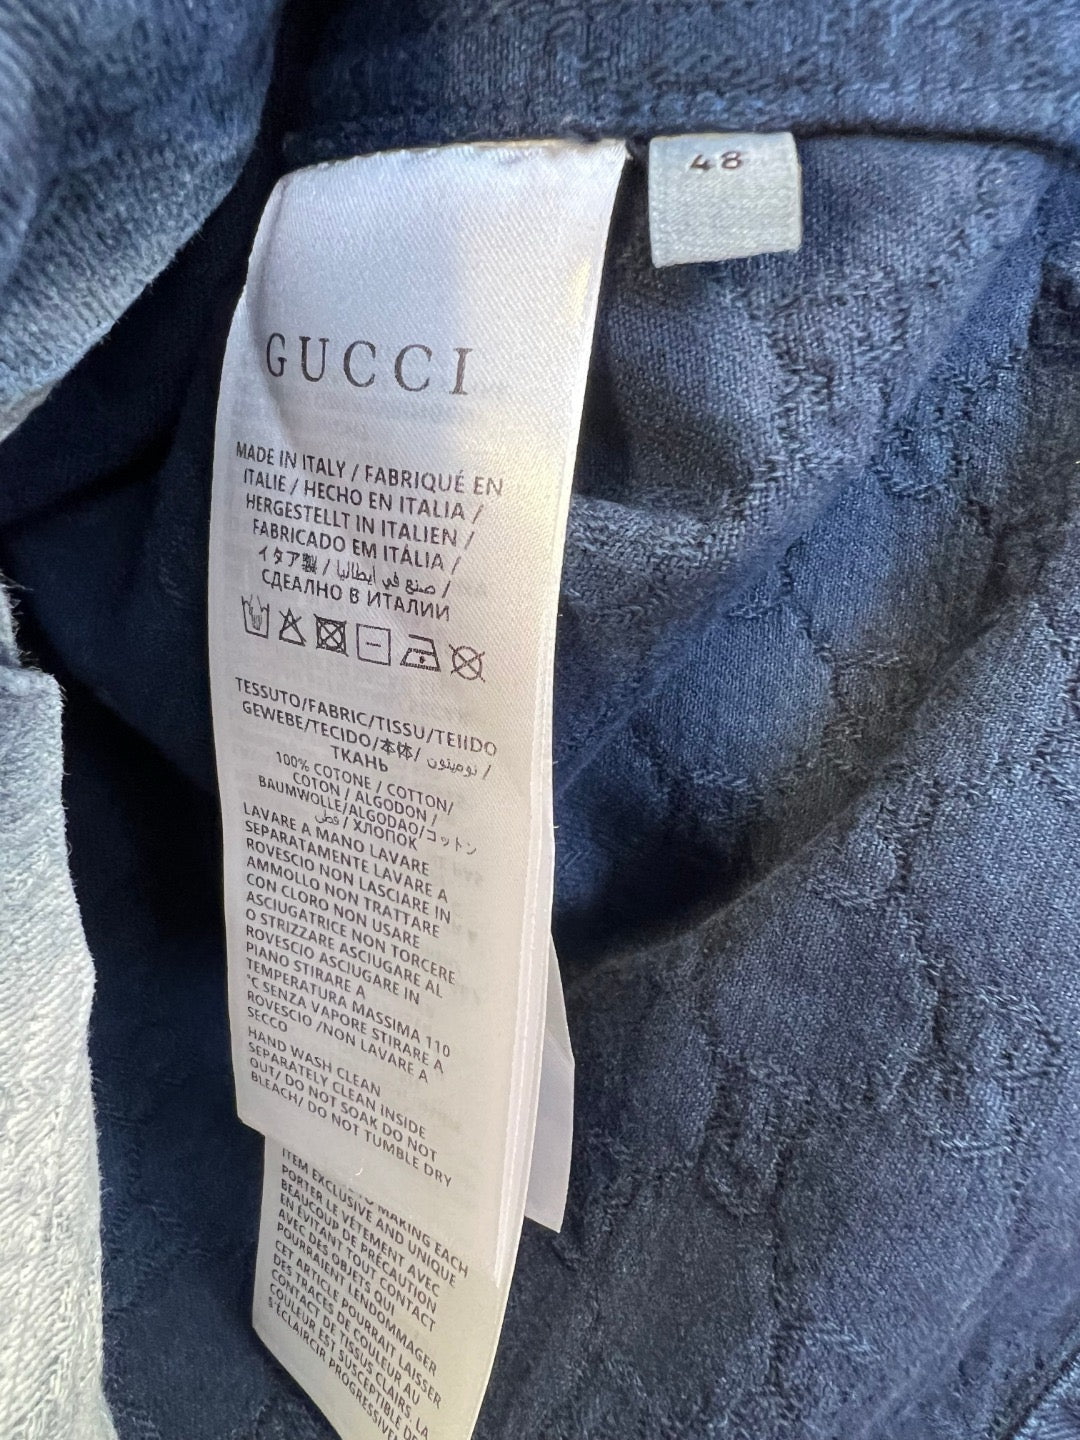 48
GUCCI
MADE IN ITALY / FABRIQUÉ EN
ITALIE / HECHO EN ITALIA /
HERGESTELLT IN ITALIEN /
FABRICADO EM ITÁLIA /
イタリア製 / صنع في ايطاليا /
СДЕЛАНО В ИТАЛИИ
TESSUTO/FABRIC/TISSU/TEJIDO
GEWEBE/TECIDO/本体/
ТКАНЬ
100% COTONE / COTTON/
COTON / ALGODON /
BAUMWOLLE/ALGODAO/コットン
قطن / ХЛОПОК
LAVARE A MANO LAVARE
SEPARATAMENTE LAVARE A
ROVESCIO NON LASCIARE IN
AMMOLLO NON TRATTARE
CON CLORO NON USARE
ASCIUGATRICE NON TORCERE
O STRIZZARE ASCIUGARE AL
ROVESCIO ASCIUGARE IN
PIANO STIRARE A
TEMPERATURA MASSIMA 110
°C SENZA VAPORE STIRARE A
ROVESCIO /NON LAVARE A
SECCO
HAND WASH CLEAN
SEPARATELY CLEAN INSIDE
OUT/ DO NOT SOAK DO NOT
BLEACH/ DO NOT TUMBLE DRY
ITEM EXCLUSIVE MAKING EACH
PORTER LE VÊTEMENT AVEC
BEAUCOUP DE PRÉCAUTION
EN ÉVITANT TOUT CONTACT
AVEC DES OBJETS QUI
POURRAIENT L'ENDOMMAGER
CET ARTICLE POURRAIT LAISSER
DES TRACES DE COULEUR AU
CONTACT DE TISSUS CLAIRS. LA
COULEUR EST SUSCEPTIBLE DE
S'ÉCLAIRCIR PROGRESSIVEM